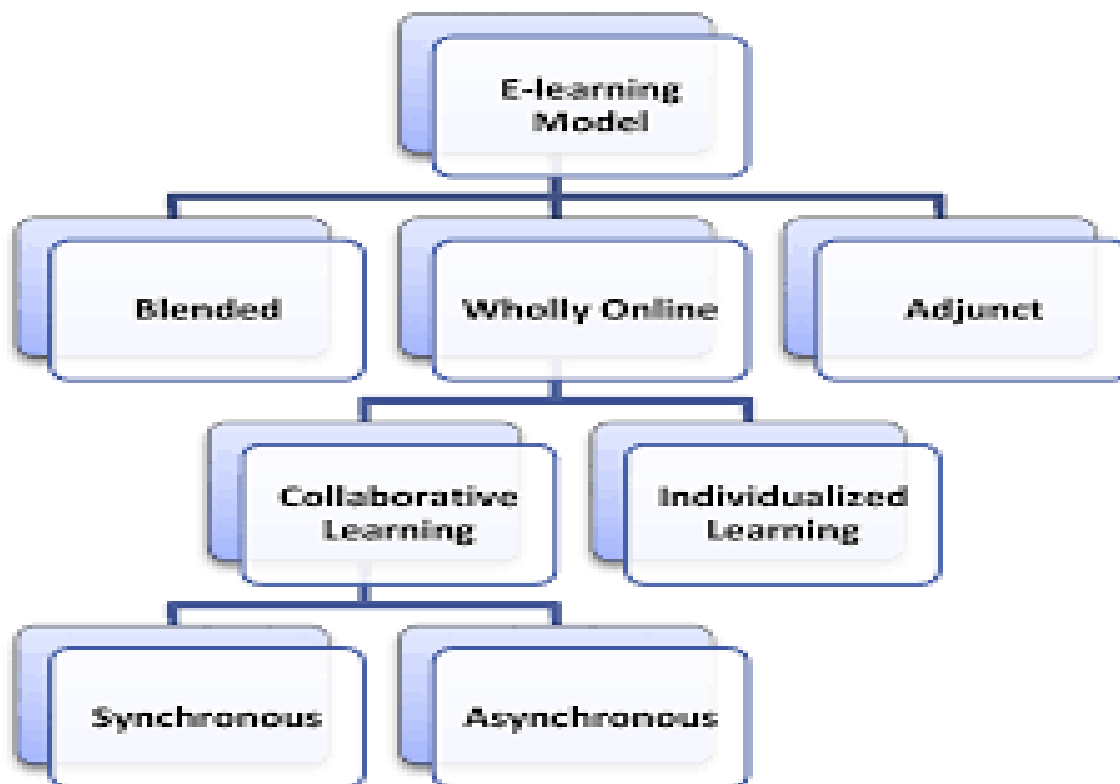 E-learning
Model
Blended
Wholly Online
Adjunct
Collaborative
Learning
Individualized
Learning
Synchronous
Asynchronous